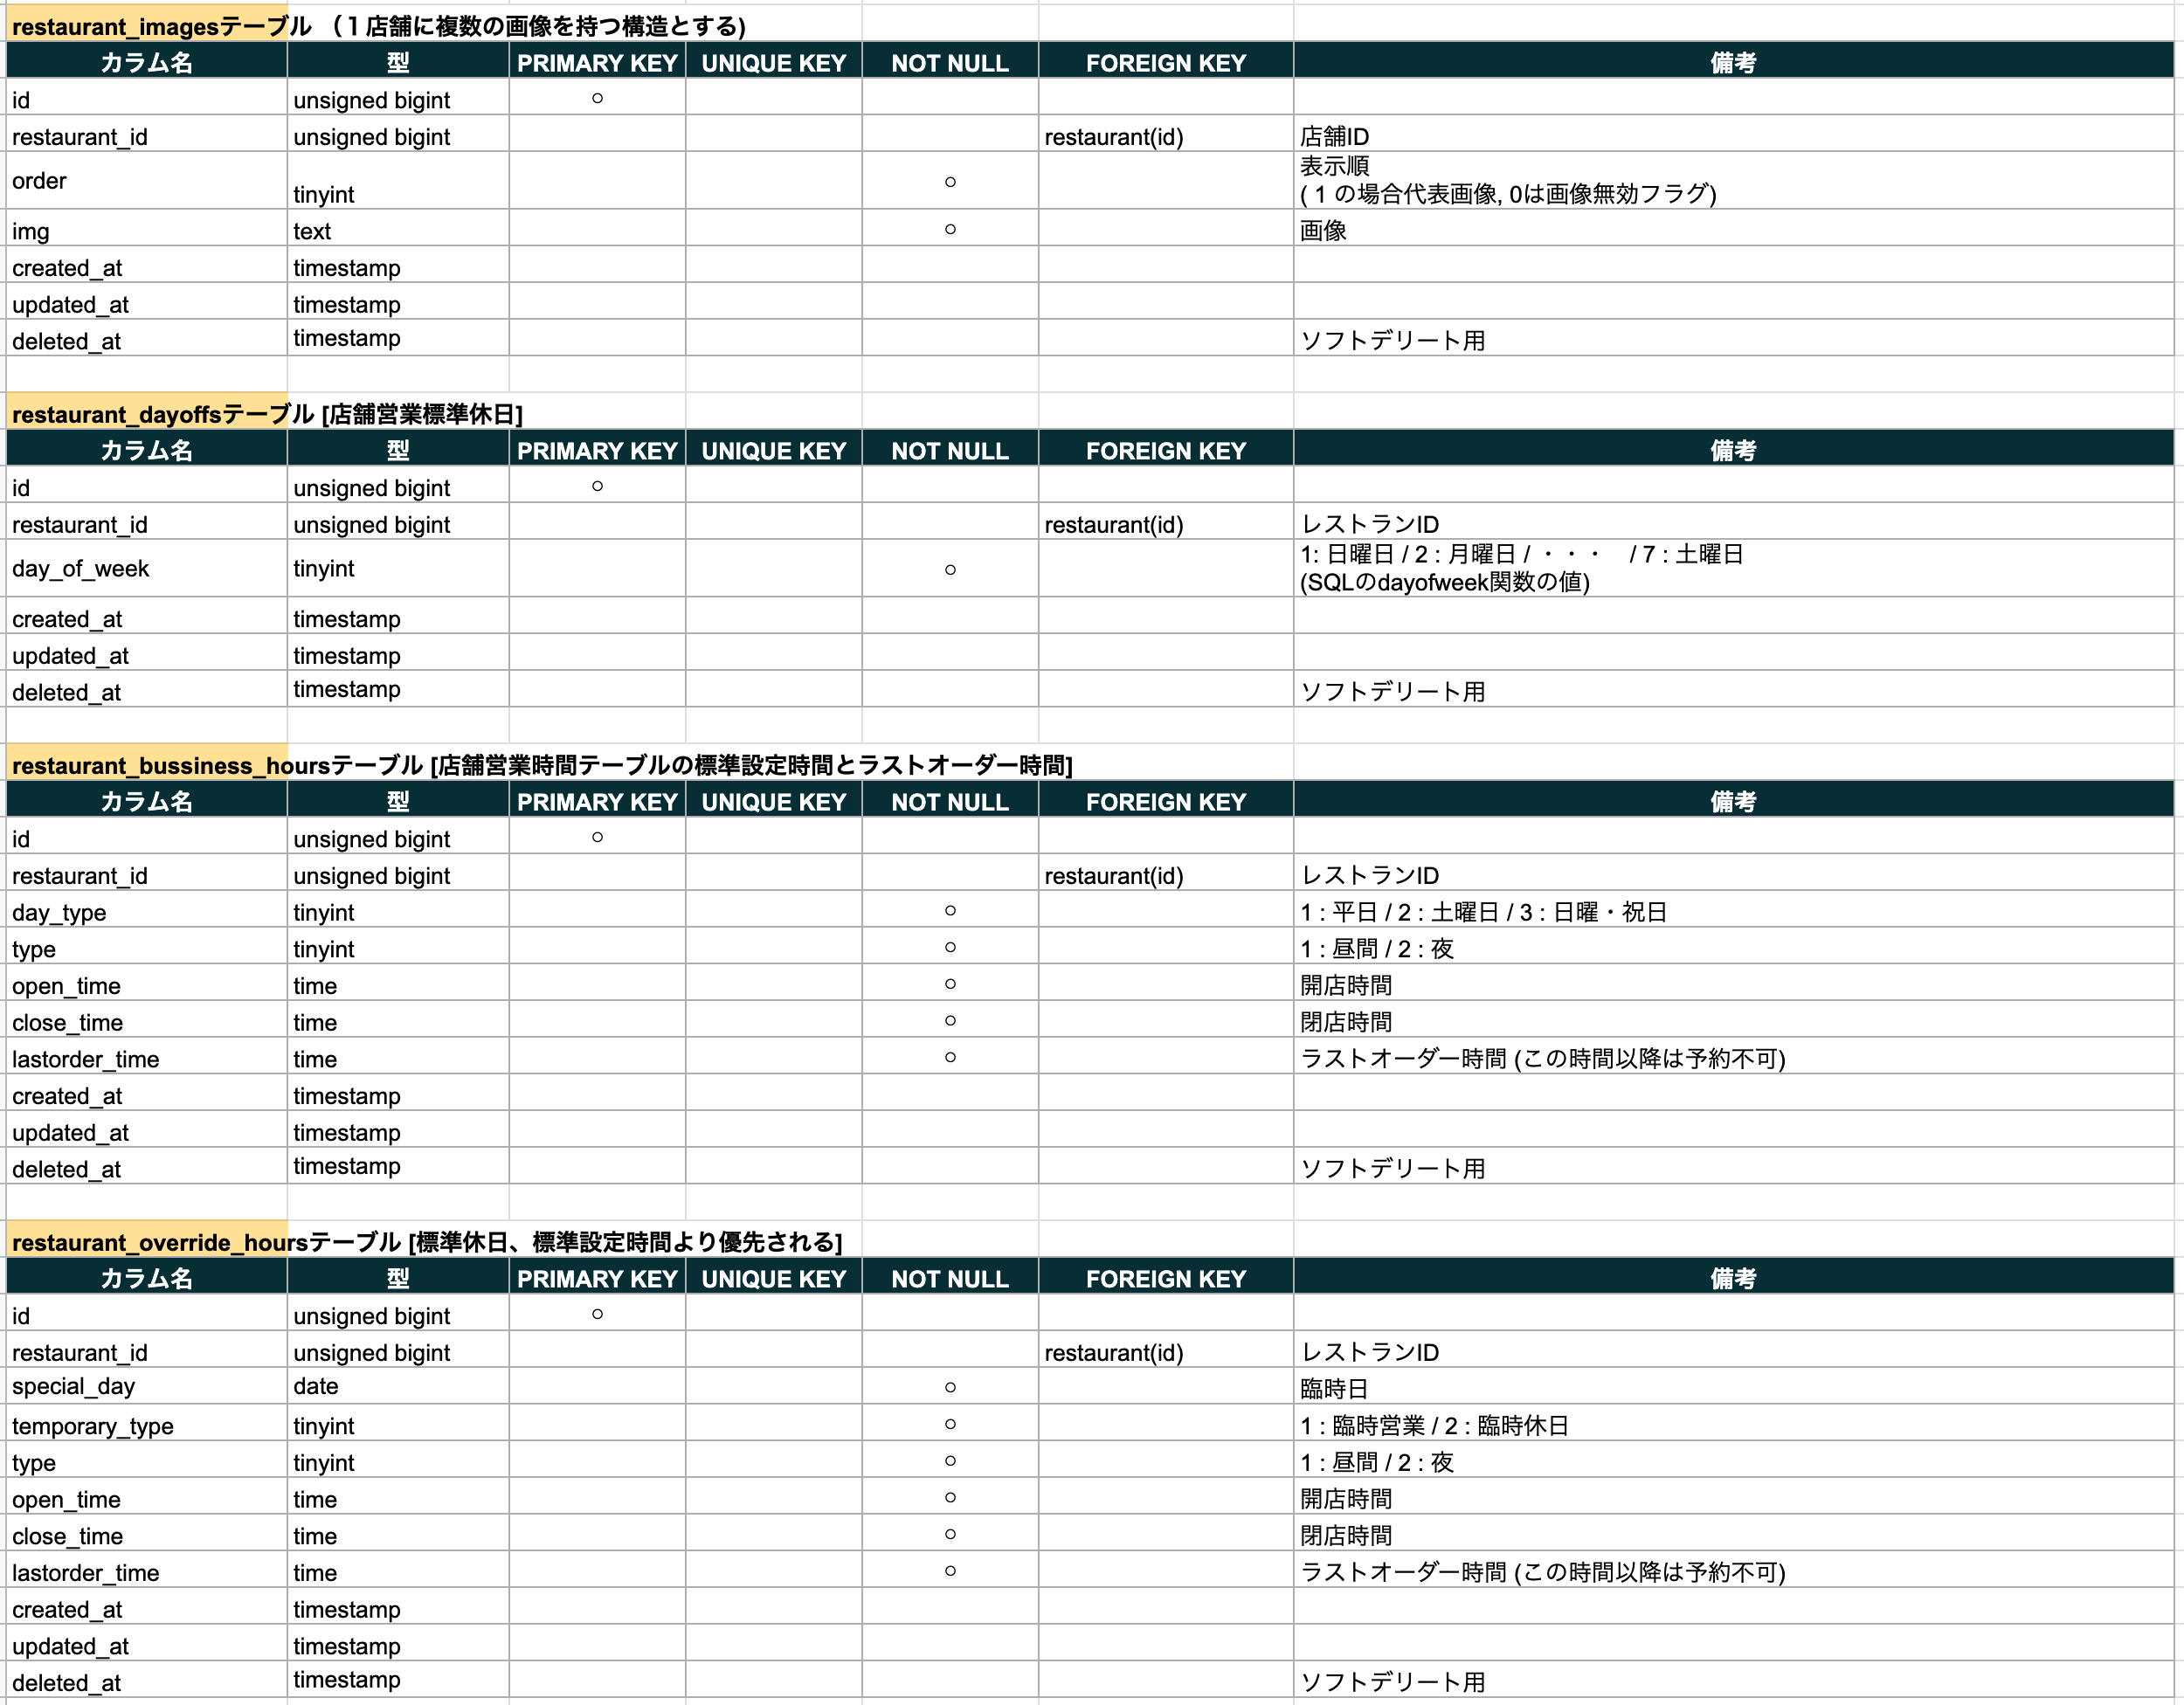 restaurant_imagesテーブル （１店舗に複数の画像を持つ構造とする)
カラム名 型 PRIMARY KEY UNIQUE KEY NOT NULL FOREIGN KEY 備考
id unsigned bigint ○
restaurant_id unsigned bigint restaurant(id) 店舗ID
order tinyint ○ 表示順
(１の場合代表画像, 0は画像無効フラグ)
img text ○ 画像
created_at timestamp
updated_at timestamp
deleted_at timestamp ソフトデリート用
restaurant_dayoffsテーブル [店舗営業標準休日]
カラム名 型 PRIMARY KEY UNIQUE KEY NOT NULL FOREIGN KEY 備考
id unsigned bigint ○
restaurant_id unsigned bigint restaurant(id) レストランID
day_of_week tinyint ○ 1: 日曜日 / 2 : 月曜日 / ・・・　/ 7 : 土曜日
(SQLのdayofweek関数の値)
created_at timestamp
updated_at timestamp
deleted_at timestamp ソフトデリート用
restaurant_bussiness_hoursテーブル [店舗営業時間テーブルの標準設定時間とラストオーダー時間]
カラム名 型 PRIMARY KEY UNIQUE KEY NOT NULL FOREIGN KEY 備考
id unsigned bigint ○
restaurant_id unsigned bigint restaurant(id) レストランID
day_type tinyint ○ 1 : 平日 / 2 : 土曜日 / 3 : 日曜・祝日
type tinyint ○ 1 : 昼間 / 2 : 夜
open_time time ○ 開店時間
close_time time ○ 閉店時間
lastorder_time time ○ ラストオーダー時間 (この時間以降は予約不可)
created_at timestamp
updated_at timestamp
deleted_at timestamp ソフトデリート用
restaurant_override_hoursテーブル [標準休日、標準設定時間より優先される]
カラム名 型 PRIMARY KEY UNIQUE KEY NOT NULL FOREIGN KEY 備考
id unsigned bigint ○
restaurant_id unsigned bigint restaurant(id) レストランID
special_day date ○ 臨時日
temporary_type tinyint ○ 1 : 臨時営業 / 2 : 臨時休日
type tinyint ○ 1 : 昼間 / 2 : 夜
open_time time ○ 開店時間
close_time time ○ 閉店時間
lastorder_time time ○ ラストオーダー時間 (この時間以降は予約不可)
created_at timestamp
updated_at timestamp
deleted_at timestamp ソフトデリート用